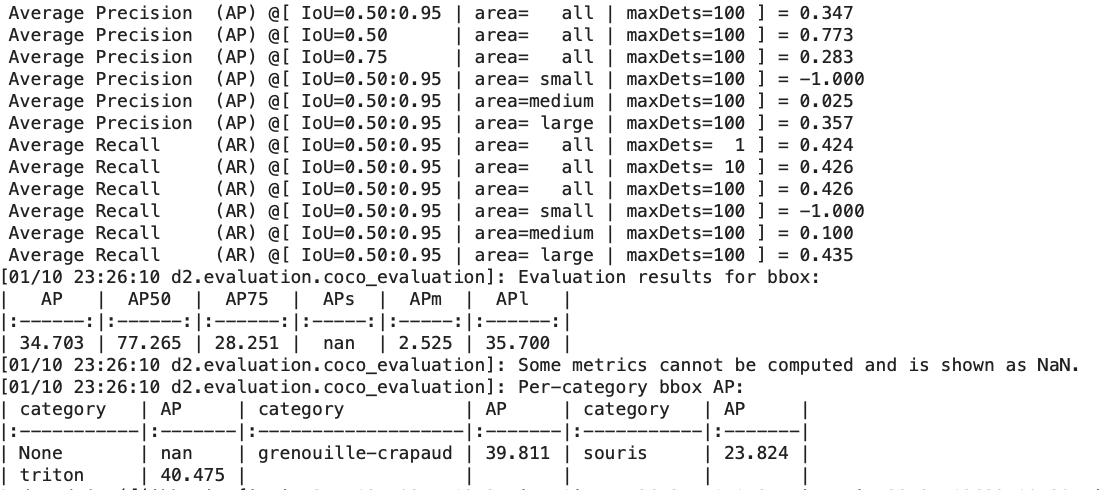 Average Precision  (AP) @[ IoU=0.50:0.95 | area=   all | maxDets=100 ] = 0.347
Average Precision  (AP) @[ IoU=0.50      | area=   all | maxDets=100 ] = 0.773
Average Precision  (AP) @[ IoU=0.75      | area=   all | maxDets=100 ] = 0.283
Average Precision  (AP) @[ IoU=0.50:0.95 | area= small | maxDets=100 ] = -1.000
Average Precision  (AP) @[ IoU=0.50:0.95 | area=medium | maxDets=100 ] = 0.025
Average Precision  (AP) @[ IoU=0.50:0.95 | area= large | maxDets=100 ] = 0.357
Average Recall     (AR) @[ IoU=0.50:0.95 | area=   all | maxDets=  1 ] = 0.424
Average Recall     (AR) @[ IoU=0.50:0.95 | area=   all | maxDets= 10 ] = 0.426
Average Recall     (AR) @[ IoU=0.50:0.95 | area=   all | maxDets=100 ] = 0.426
Average Recall     (AR) @[ IoU=0.50:0.95 | area= small | maxDets=100 ] = -1.000
Average Recall     (AR) @[ IoU=0.50:0.95 | area=medium | maxDets=100 ] = 0.100
Average Recall     (AR) @[ IoU=0.50:0.95 | area= large | maxDets=100 ] = 0.435
[01/10 23:26:10 d2.evaluation.coco_evaluation]: Evaluation results for bbox:
|   AP   |  AP50  |  AP75  |  APs  |  APm  |  APl   |
|:------:|:------:|:------:|:-----:|:-----:|:------:|
| 34.703 | 77.265 | 28.251 |  nan  | 2.525 | 35.700 |
[01/10 23:26:10 d2.evaluation.coco_evaluation]: Some metrics cannot be computed and is shown as NaN.
[01/10 23:26:10 d2.evaluation.coco_evaluation]: Per-category bbox AP:
| category   | AP     | category           | AP     | category   | AP     |
|:-----------|:-------|:-------------------|:-------|:-----------|:-------|
| None       | nan    | grenouille-crapaud | 39.811 | souris     | 23.824 |
| triton     | 40.475 |                    |        |            |        |